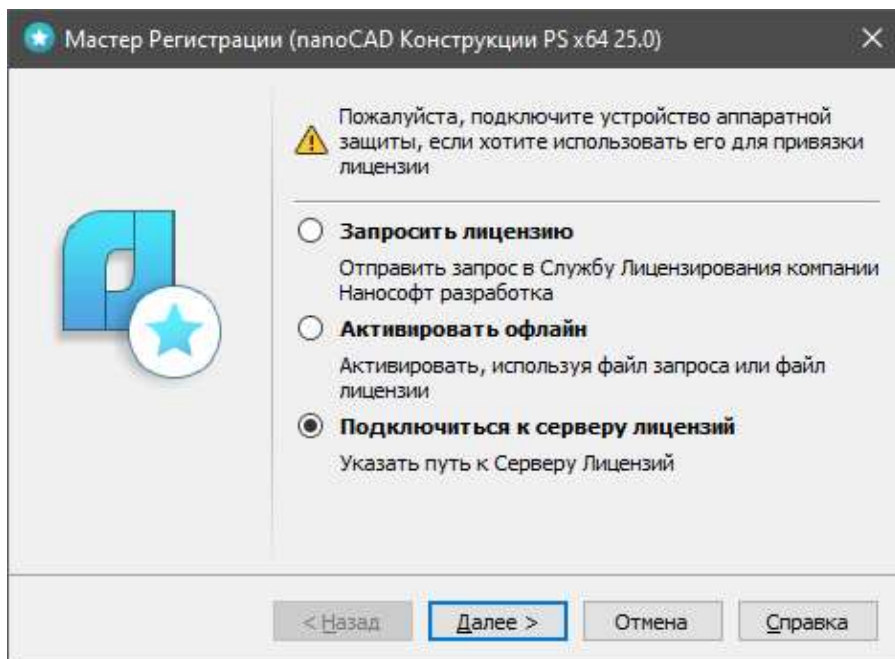 Мастер Регистрации (nanoCAD Конструкции PS x64 25.0)
Пожалуйста, подключите устройство аппаратной
защиты, если хотите использовать его для привязки
лицензии
Запросить лицензию
Отправить запрос в Службу Лицензирования компании
Нанософт разработка
Активировать офлайн
Активировать, используя файл запроса или файл
лицензии
Подключиться к серверу лицензий
Указать путь к Серверу Лицензий
< Назад Далее > Отмена Справка